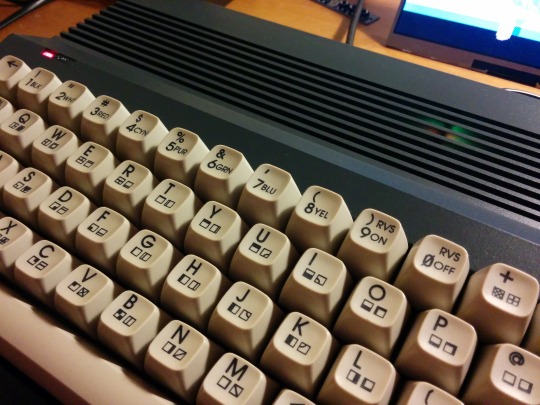 ←
!
1 BLK
"
2 WHT
#
3 RED
$
4 CYN
%
5 PUR
&
6 GRN
'
7 BLU
(
8 YEL
) RVS
9 ON
RVS
0 OFF
+
Q
W
E
R
T
Y
U
I
O
P
@
S
D
F
G
H
J
K
L
X
C
V
B
N
M